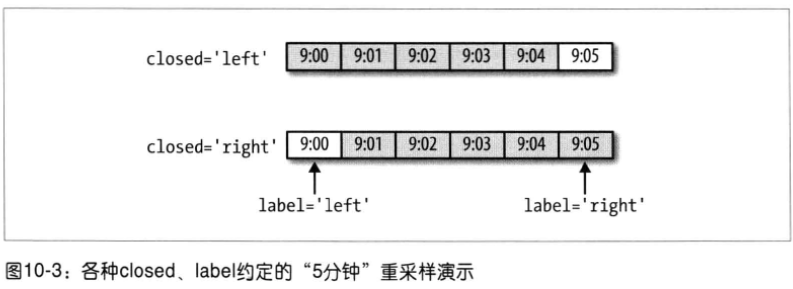 closed='left' 9:00 9:01 9:02 9:03 9:04 9:05
closed='right' 9:00 9:01 9:02 9:03 9:04 9:05
label='left' label='right'
图10-3：各种closed、label约定的“5分钟”重采样演示